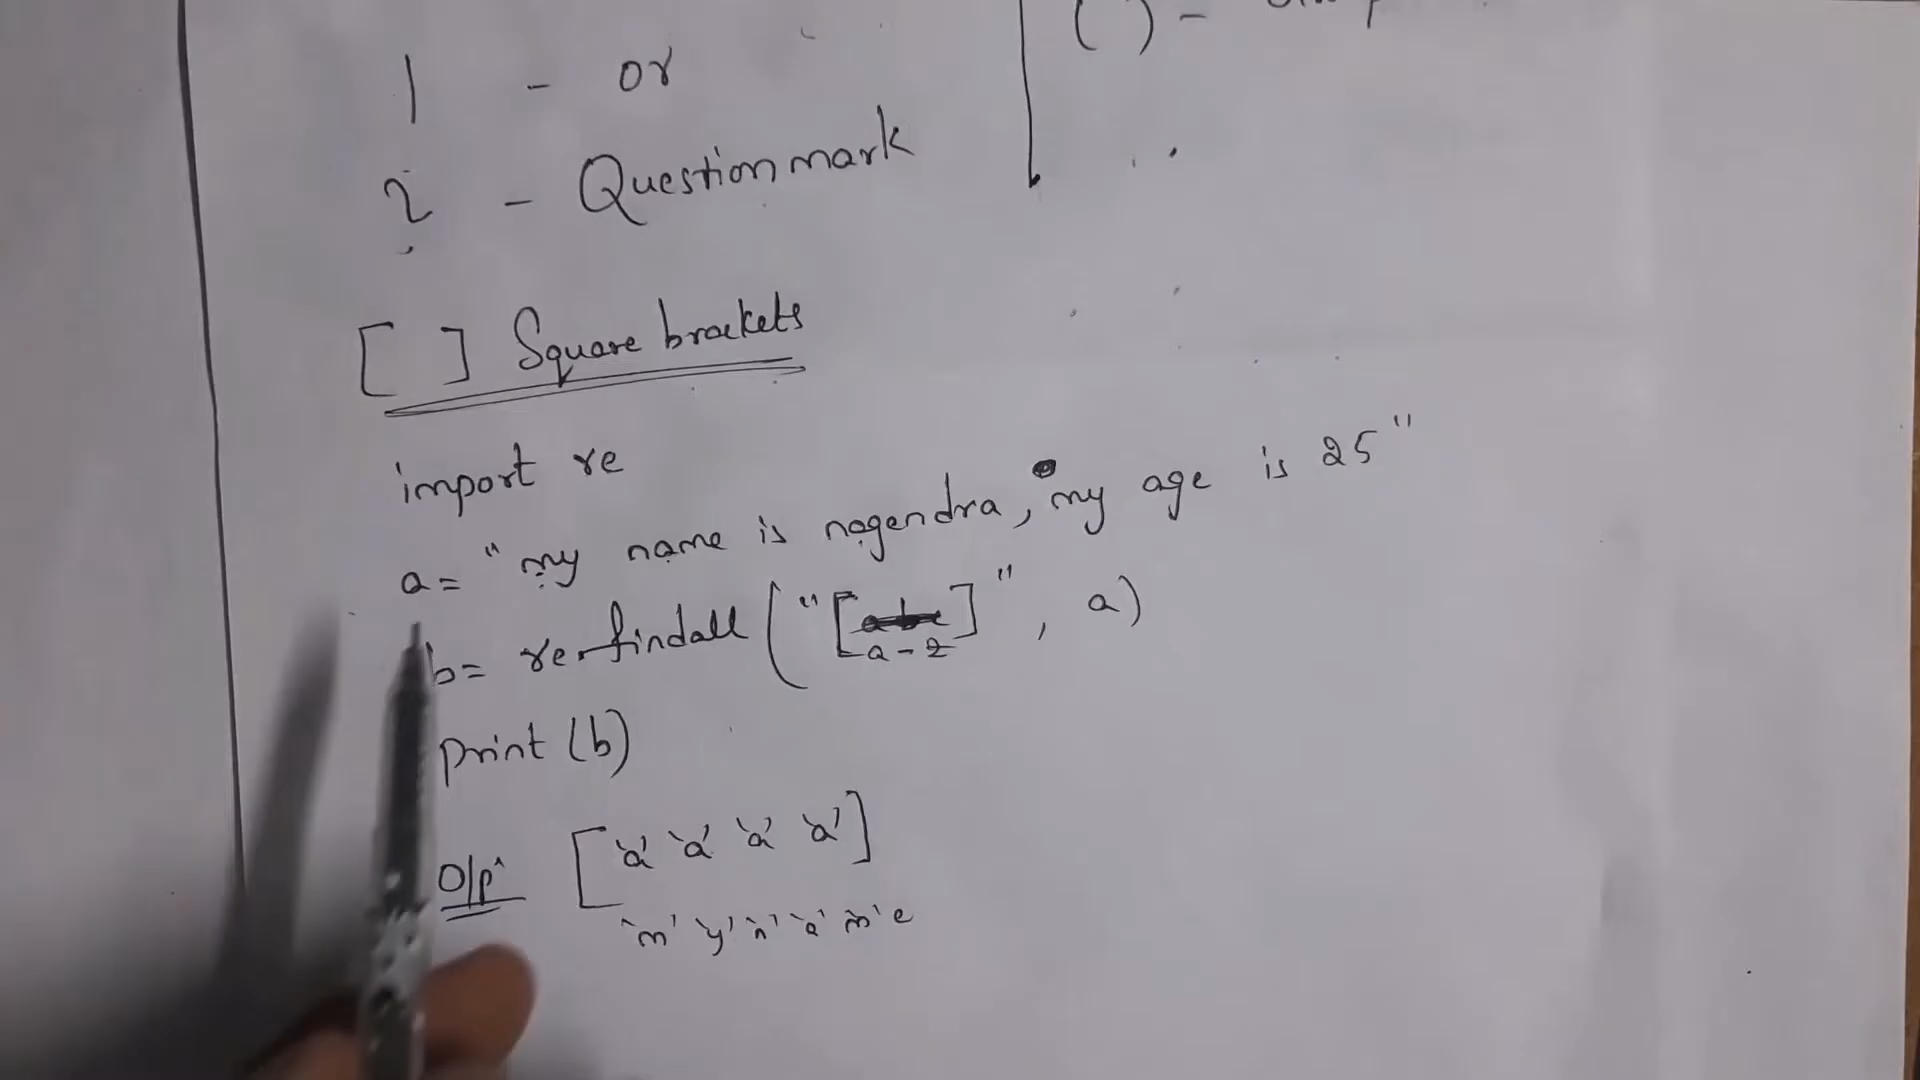 | - or
( ) -
? - Question mark
[ ] Square brackets
import re
a= "my name is nagendra, my age is 25"
b= re.findall("[a-z]", a)
print (b)
O/p [ 'a' 'a' 'a' 'a' ]
'm' 'y' 'n' 'a' 'm' e